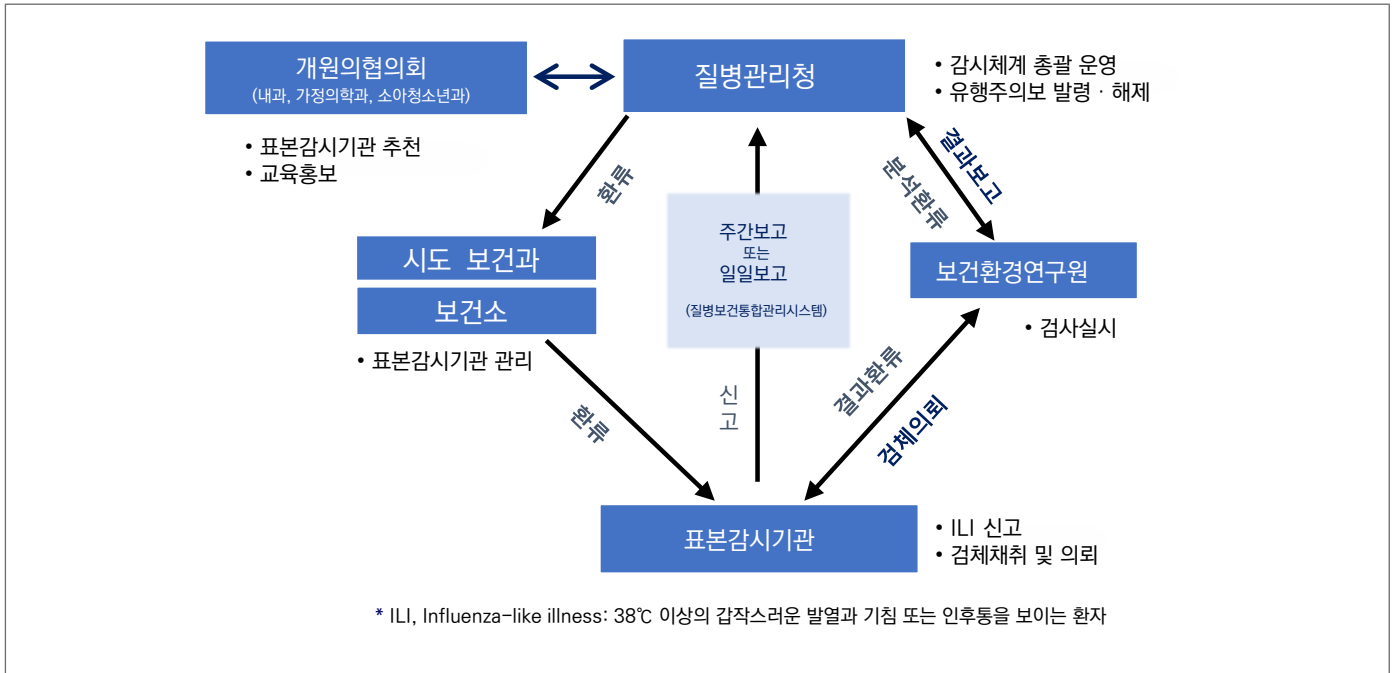 개원의협의회
(내과, 가정의학과, 소아청소년과)
• 표본감시기관 추천
• 교육홍보
질병관리청
• 감시체계 총괄 운영
• 유행주의보 발령 · 해제
환류
주간보고
또는
일일보고
(질병보건통합관리시스템)
결과보고
분석환류
시도 보건과
보건소
• 표본감시기관 관리
보건환경연구원
• 검사실시
환류
신고
결과환류
검체의뢰
표본감시기관
• ILI 신고
• 검체채취 및 의뢰
* ILI, Influenza-like illness: 38℃ 이상의 갑작스러운 발열과 기침 또는 인후통을 보이는 환자